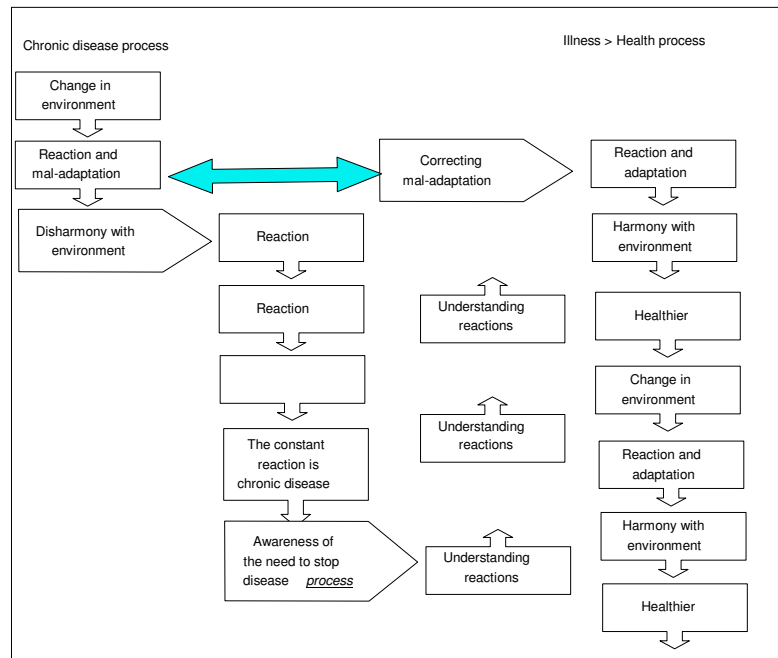 Chronic disease process
Illness > Health process
Change in
environment
Reaction and
mal-adaptation
Disharmony with
environment
Reaction
Reaction
The constant
reaction is
chronic disease
Awareness of
the need to stop
disease process
Correcting
mal-adaptation
Understanding
reactions
Understanding
reactions
Understanding
reactions
Reaction and
adaptation
Harmony with
environment
Healthier
Change in
environment
Reaction and
adaptation
Harmony with
environment
Healthier